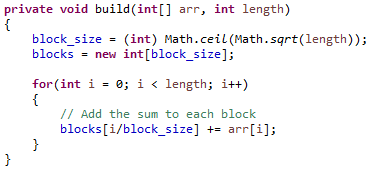 private void build(int[] arr, int length)
{
    block_size = (int) Math.ceil(Math.sqrt(length));
    blocks = new int[block_size];

    for(int i = 0; i < length; i++)
    {
        // Add the sum to each block
        blocks[i/block_size] += arr[i];
    }
}